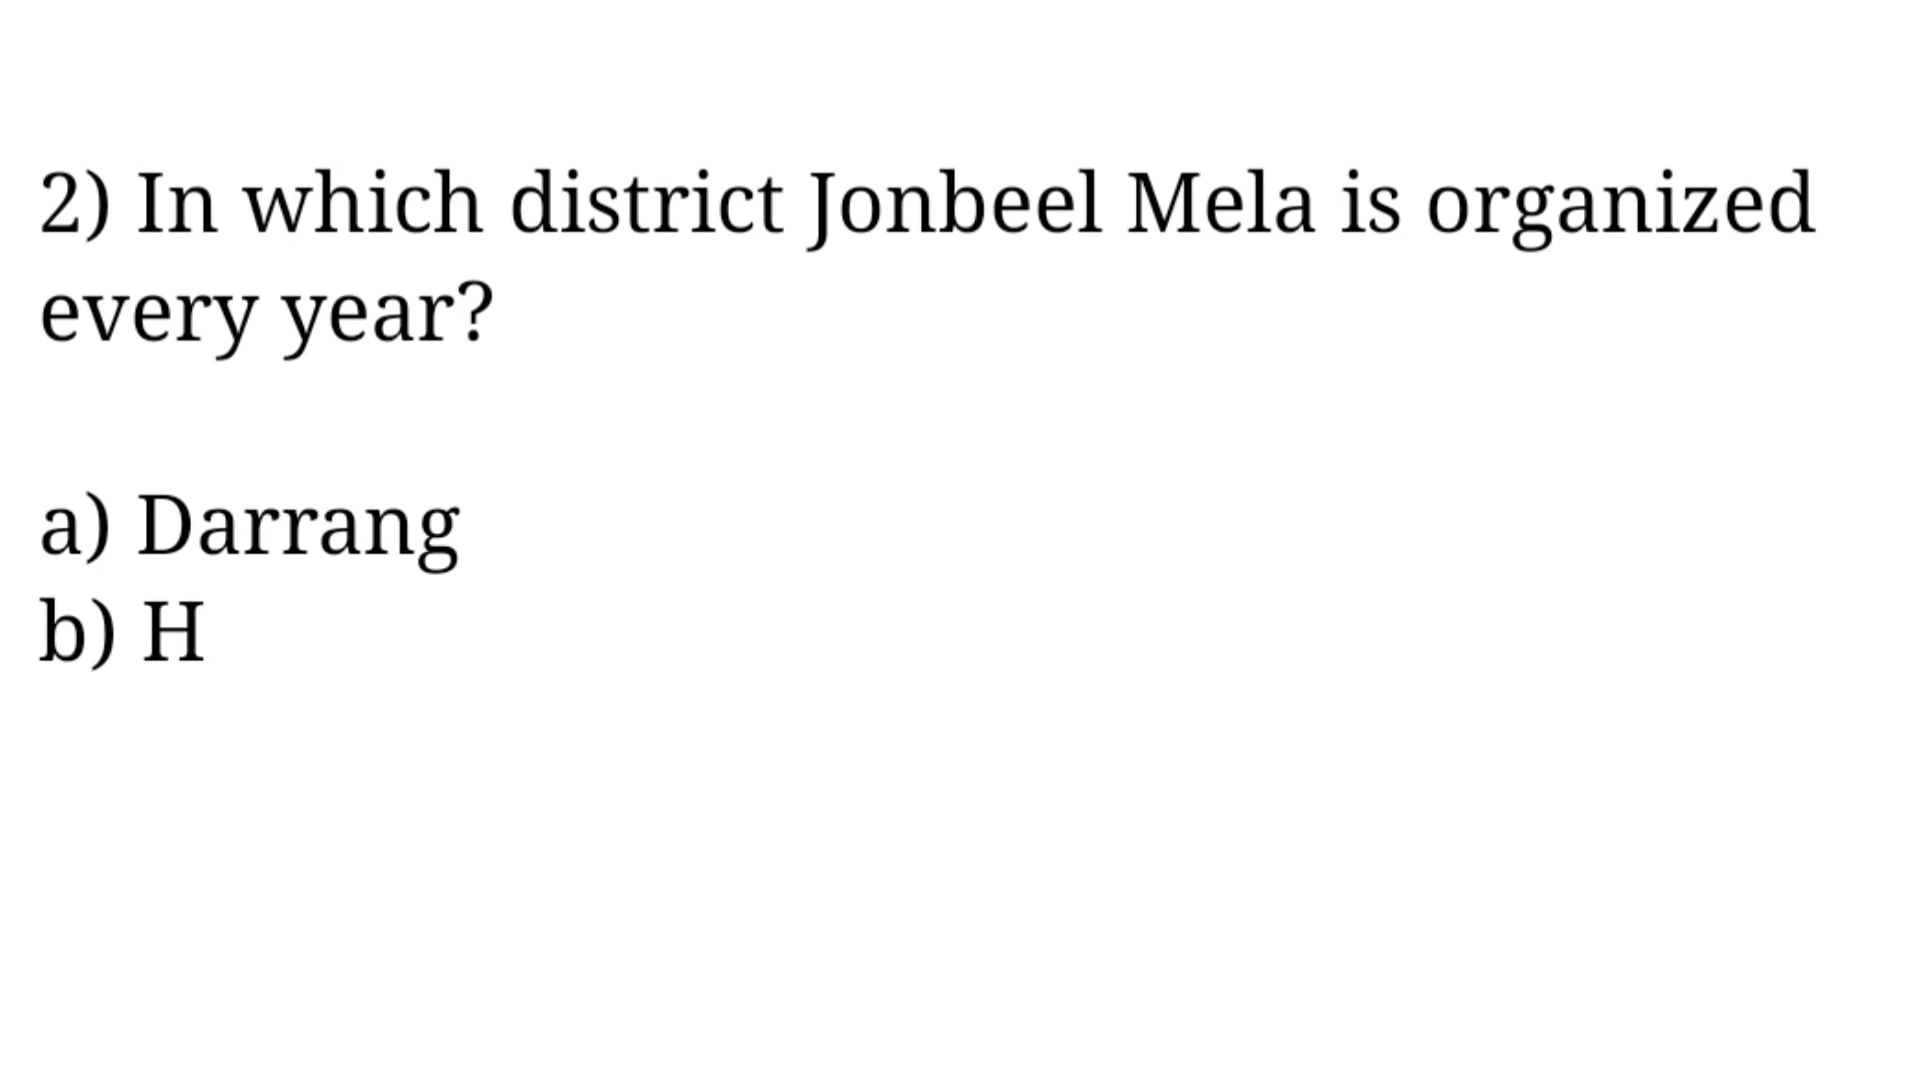 2) In which district Jonbeel Mela is organized
every year?
a) Darrang
b) H